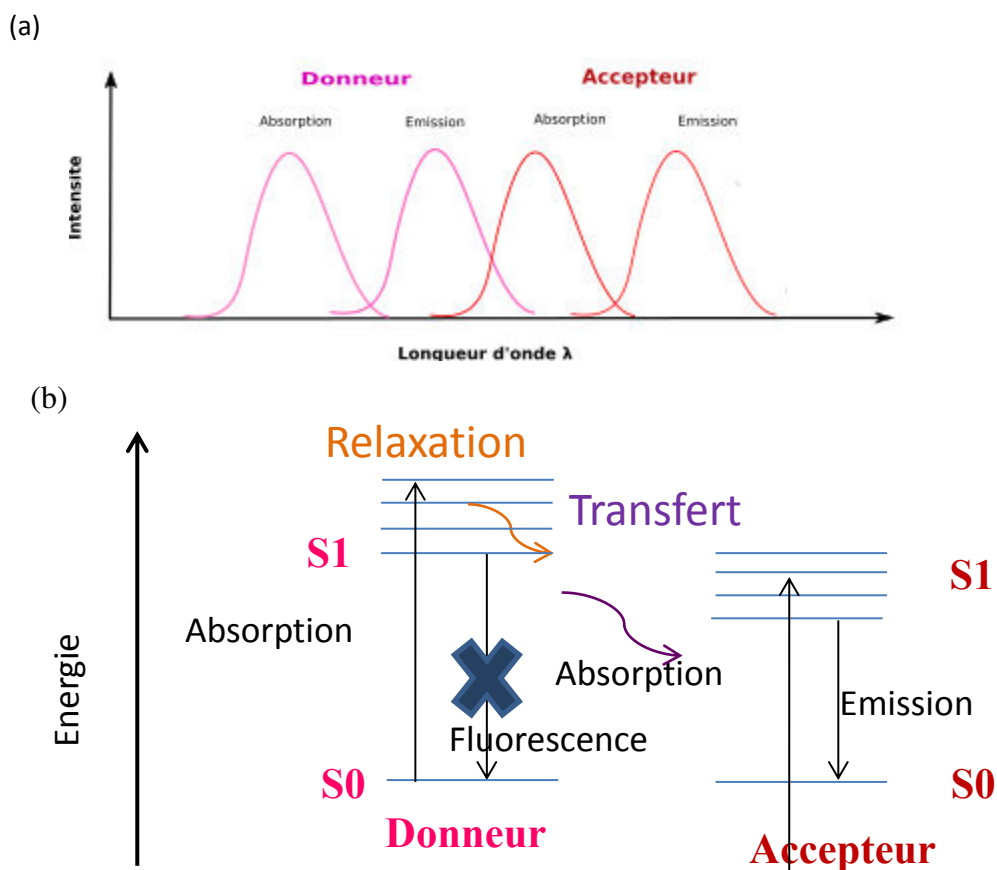 (a)
Donneur
Accepteur
Absorption
Emission
Absorption
Emission
Intensite
Longueur d'onde λ
(b)
Relaxation
Transfert
S1
S1
Absorption
Absorption
Energie
Emission
Fluorescence
S0
S0
Donneur
Accepteur